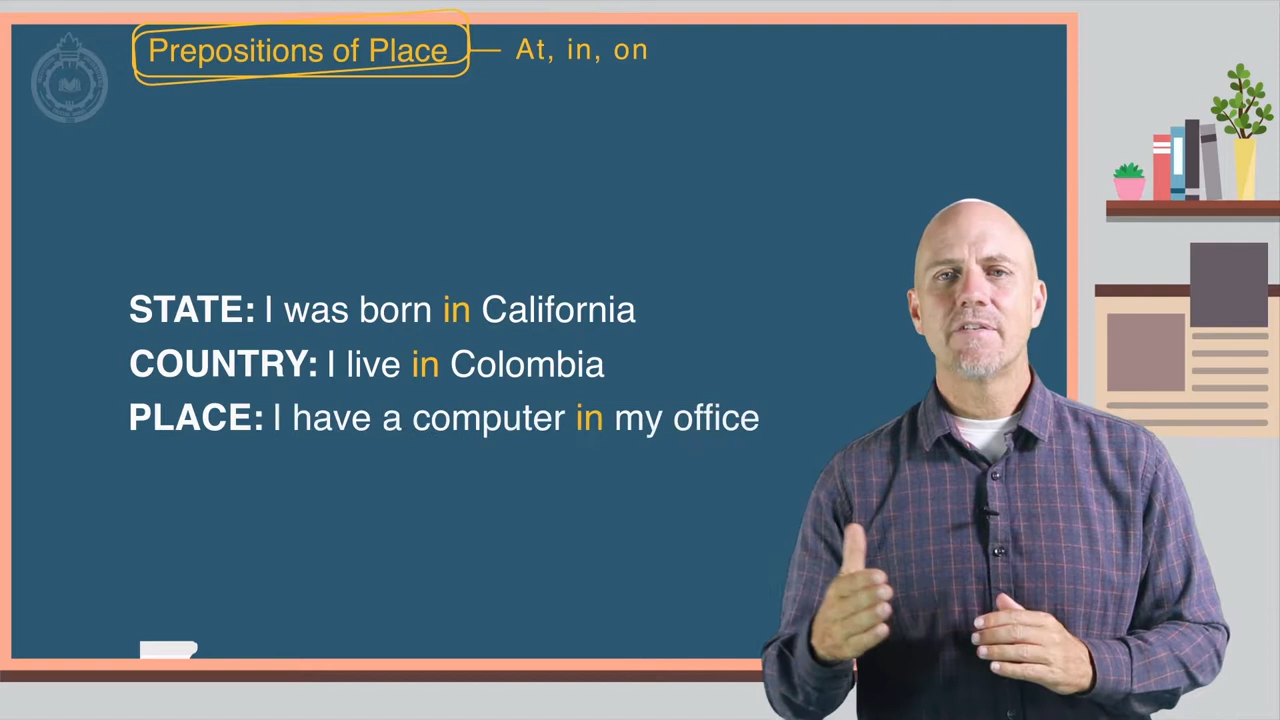 Prepositions of Place — At, in, on
STATE: I was born in California
COUNTRY: I live in Colombia
PLACE: I have a computer in my office